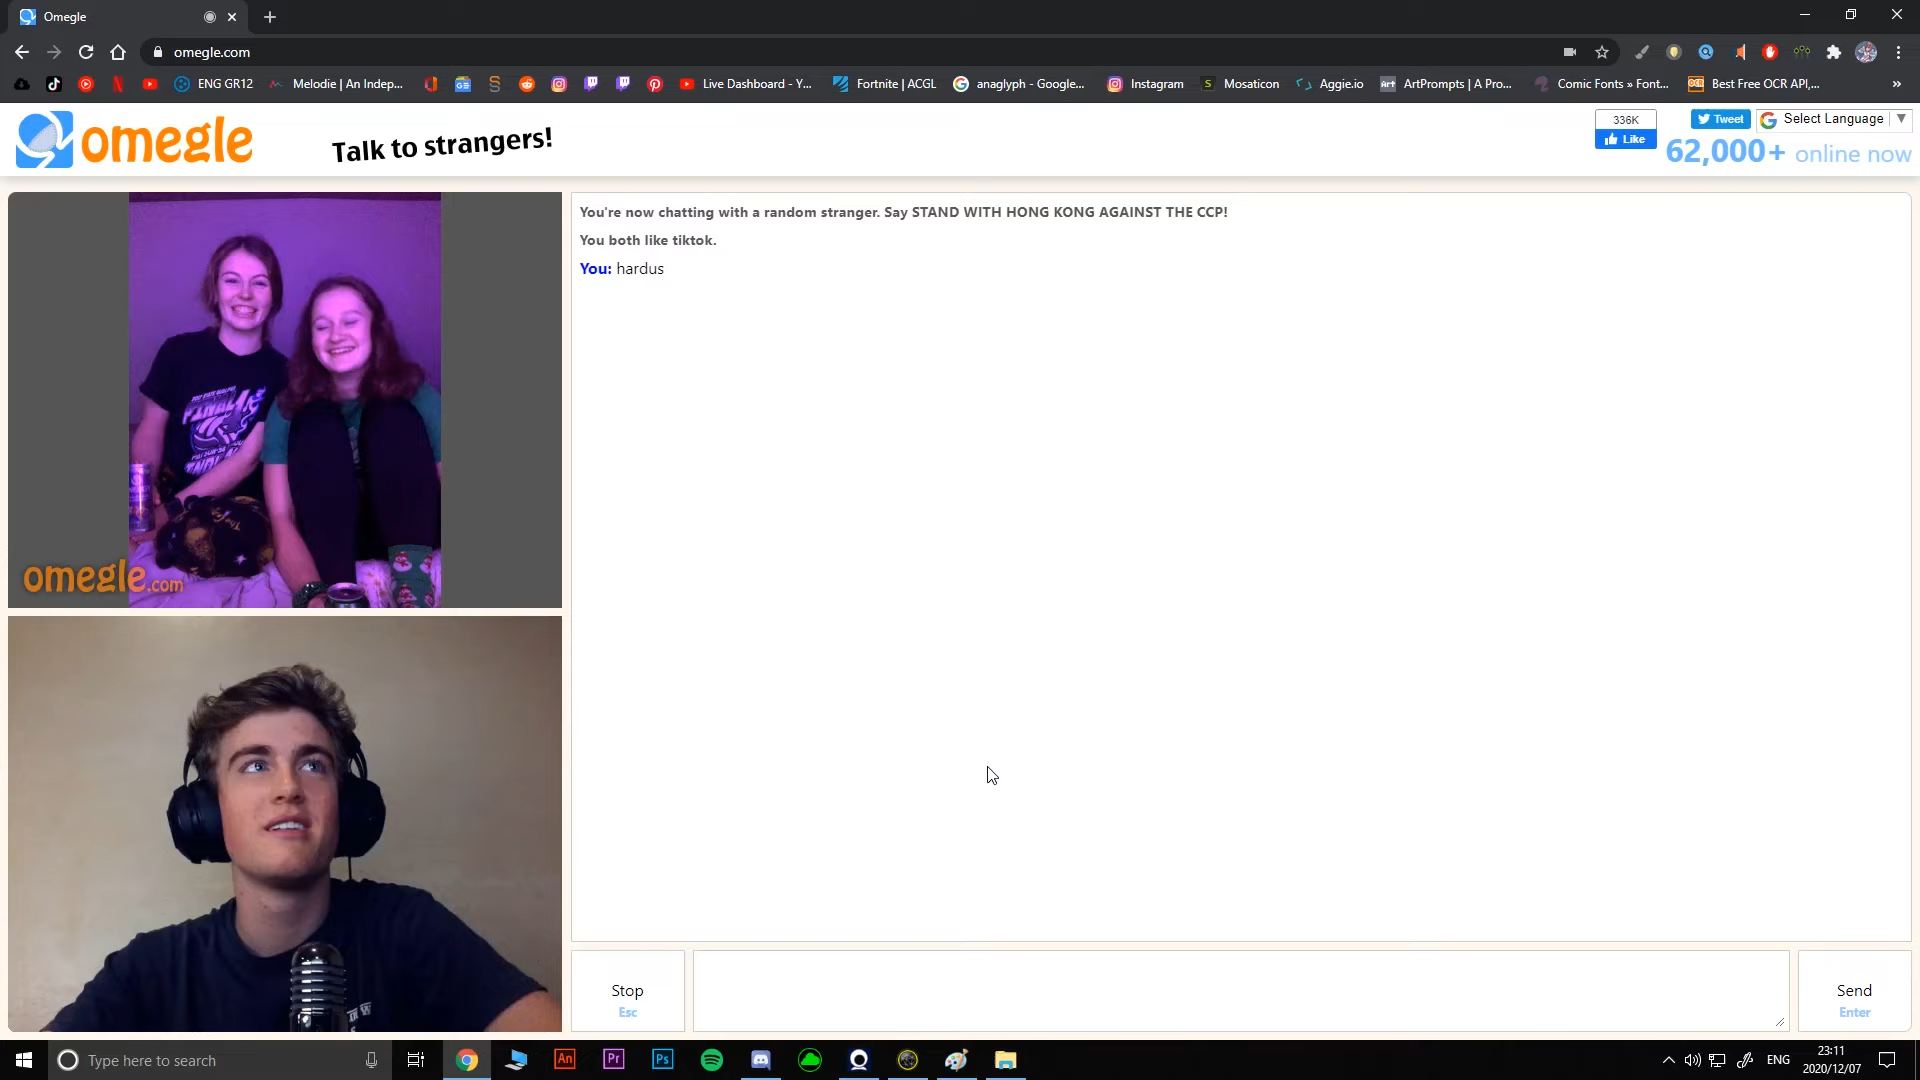 Omegle
omegle.com
ENG GR12
Melodie | An Indep...
Live Dashboard - Y...
Fortnite | ACGL
anaglyph - Google...
Instagram
Mosaticon
Aggie.io
ArtPrompts | A Pro...
Comic Fonts » Font...
Best Free OCR API,...
omegle
Talk to strangers!
336K
Like
Tweet
Select Language
62,000+ online now
You're now chatting with a random stranger. Say STAND WITH HONG KONG AGAINST THE CCP!
You both like tiktok.
You: hardus
FINAL
omegle.com
Stop
Esc
Send
Enter
Type here to search
An
Pr
Ps
ENG
23:11
2020/12/07